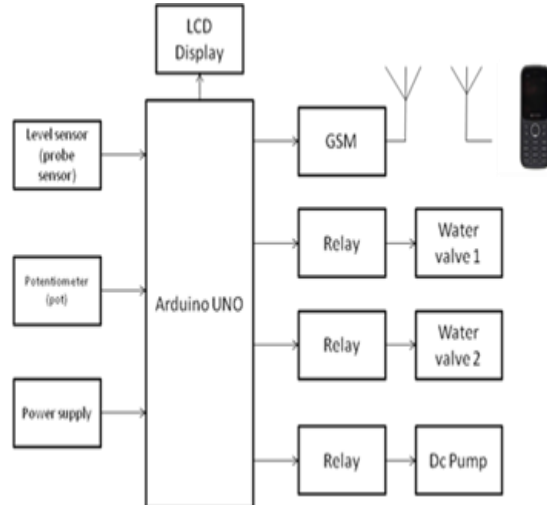 LCD
Display
Level sensor
(probe
sensor)
GSM
Potentiometer
(pot)
Arduino UNO
Relay
Water
valve 1
Relay
Water
valve 2
Power supply
Relay
Dc Pump